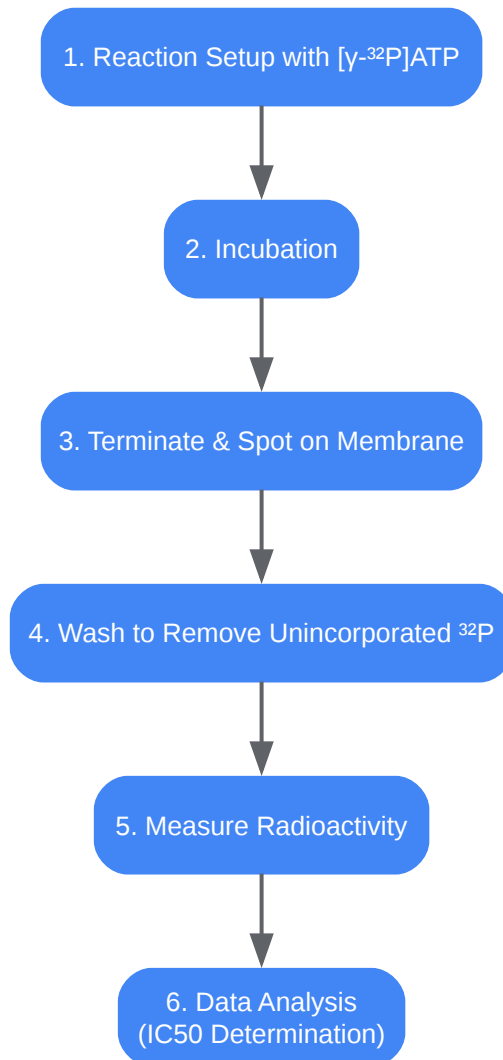 1. Reaction Setup with [γ-³²P]ATP
2. Incubation
3. Terminate & Spot on Membrane
4. Wash to Remove Unincorporated ³²P
5. Measure Radioactivity
6. Data Analysis
(IC50 Determination)